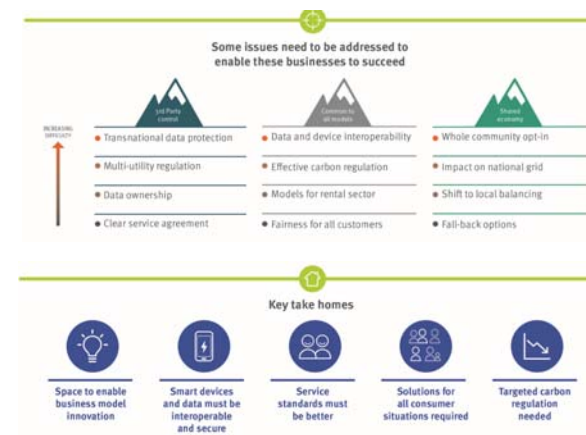 Some issues need to be addressed to
enable these businesses to succeed
3rd Party
control
Common to
all models
Shared
economy
INCREASING
DIFFICULTY
Transnational data protection
Data and device interoperability
Whole community opt-in
Multi-utility regulation
Effective carbon regulation
Impact on national grid
Data ownership
Models for rental sector
Shift to local balancing
Clear service agreement
Fairness for all customers
Fall-back options
Key take homes
Space to enable
business model
innovation
Smart devices
and data must be
interoperable
and secure
Service
standards must
be better
Solutions for
all consumer
situations required
Targeted carbon
regulation
needed